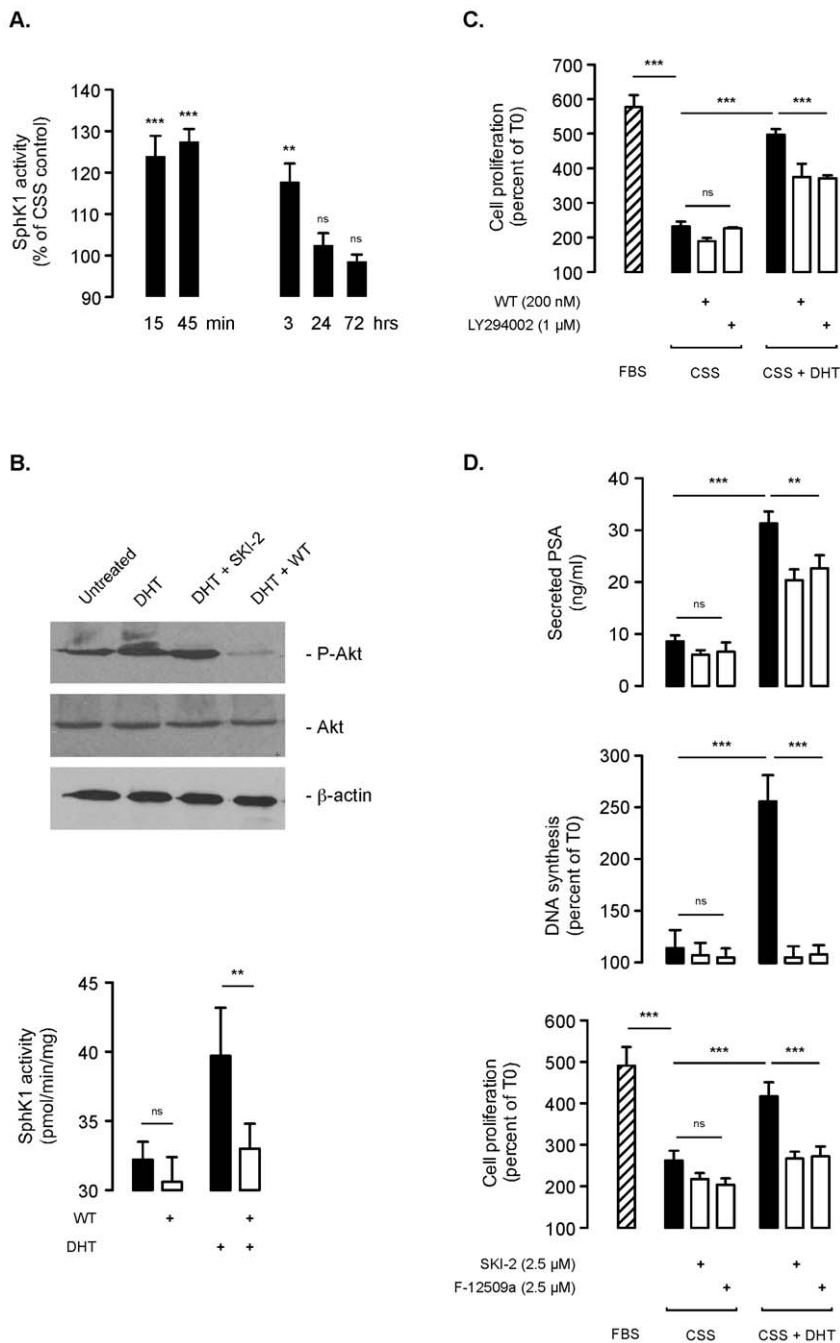 A.
SphK1 activity
(% of CSS control)
140
130
120
110
100
90
***
***
**
ns
ns
15 45 min 3 24 72 hrs
B.
Untreated
DHT
DHT + SKI-2
DHT + WT
- P-Akt
- Akt
- β-actin
SphK1 activity
(pmol/min/mg)
45
40
35
30
ns
**
WT + +
DHT + +
C.
Cell proliferation
(percent of T0)
700
600
500
400
300
200
100
***
***
***
ns
WT (200 nM) + +
LY294002 (1 µM) + +
FBS CSS CSS + DHT
D.
Secreted PSA
(ng/ml)
40
30
20
10
0
***
**
ns
DNA synthesis
(percent of T0)
300
250
200
150
100
***
***
ns
Cell proliferation
(percent of T0)
600
500
400
300
200
100
***
***
***
ns
SKI-2 (2.5 µM) + +
F-12509a (2.5 µM) + +
FBS CSS CSS + DHT